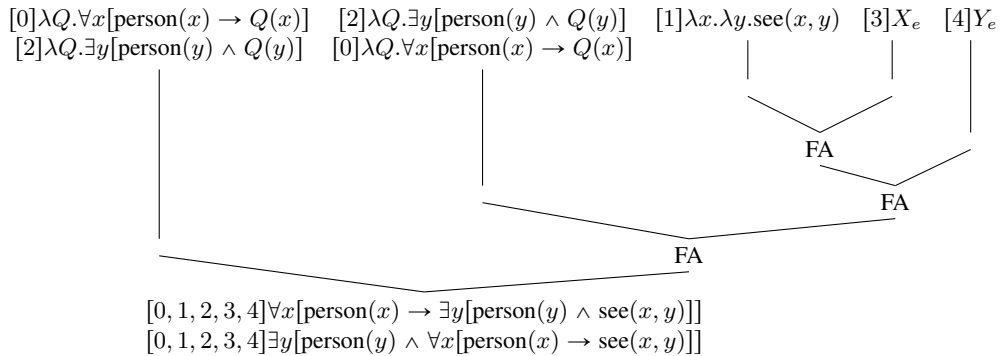 [0]λQ.∀x[person(x) → Q(x)] [2]λQ.∃y[person(y) ∧ Q(y)] [1]λx.λy.see(x, y) [3]X_e [4]Y_e
[2]λQ.∃y[person(y) ∧ Q(y)] [0]λQ.∀x[person(x) → Q(x)]
FA
FA
FA
[0, 1, 2, 3, 4]∀x[person(x) → ∃y[person(y) ∧ see(x, y)]]
[0, 1, 2, 3, 4]∃y[person(y) ∧ ∀x[person(x) → see(x, y)]]